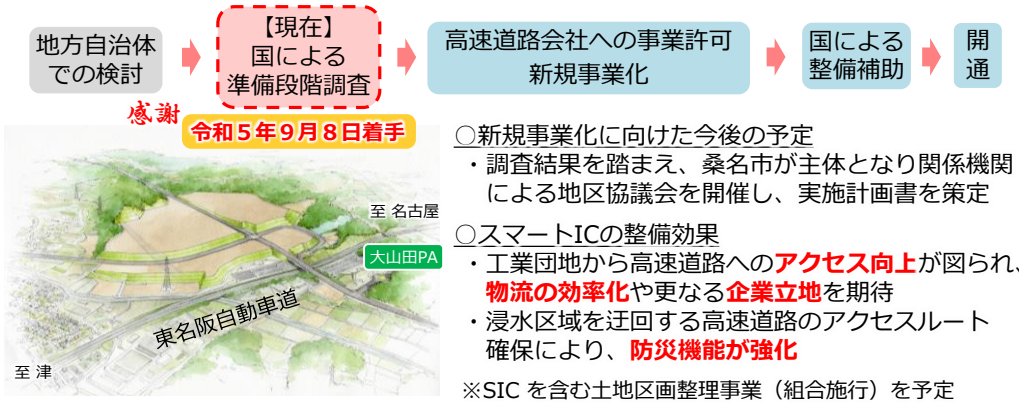 地方自治体
での検討
【現在】
国による
準備段階調査
高速道路会社への事業許可
新規事業化
国による
整備補助
開
通
感謝
令和５年９月８日着手
至 名古屋
大山田PA
東名阪自動車道
至 津
○新規事業化に向けた今後の予定
・調査結果を踏まえ、桑名市が主体となり関係機関
による地区協議会を開催し、実施計画書を策定
○スマートICの整備効果
・工業団地から高速道路へのアクセス向上が図られ、
物流の効率化や更なる企業立地を期待
・浸水区域を迂回する高速道路のアクセスルート
確保により、防災機能が強化
※SIC を含む土地区画整理事業（組合施行）を予定